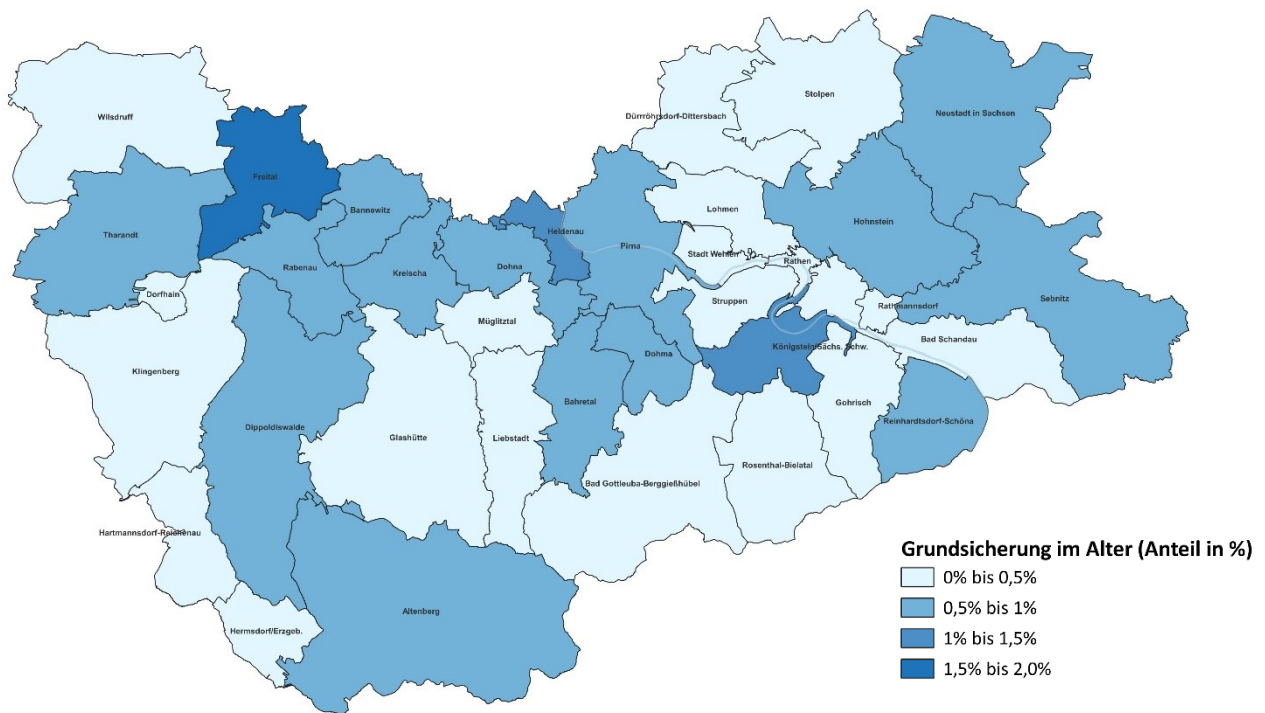 Stolpen
Wilsdruff
Dürrröhrsdorf-Dittersbach
Neustadt in Sachsen
Freital
Bannewitz
Lohmen
Hohnstein
Heidenau
Tharandt
Pirna
Stadt Wehlen
Rathen
Rabenau
Kreischa
Dohna
Dorfhain
Struppen
Rathmannsdorf
Sebnitz
Müglitztal
Bad Schandau
Königstein/Sächs. Schw.
Dohma
Klingenberg
Bahretal
Gohrisch
Reinhardtsdorf-Schöna
Dippoldiswalde
Glashütte
Liebstadt
Rosenthal-Bielatal
Bad Gottleuba-Berggießhübel
Hartmannsdorf-Reichenau
Altenberg
Hermsdorf/Erzgeb.
Grundsicherung im Alter (Anteil in %)
0% bis 0,5%
0,5% bis 1%
1% bis 1,5%
1,5% bis 2,0%